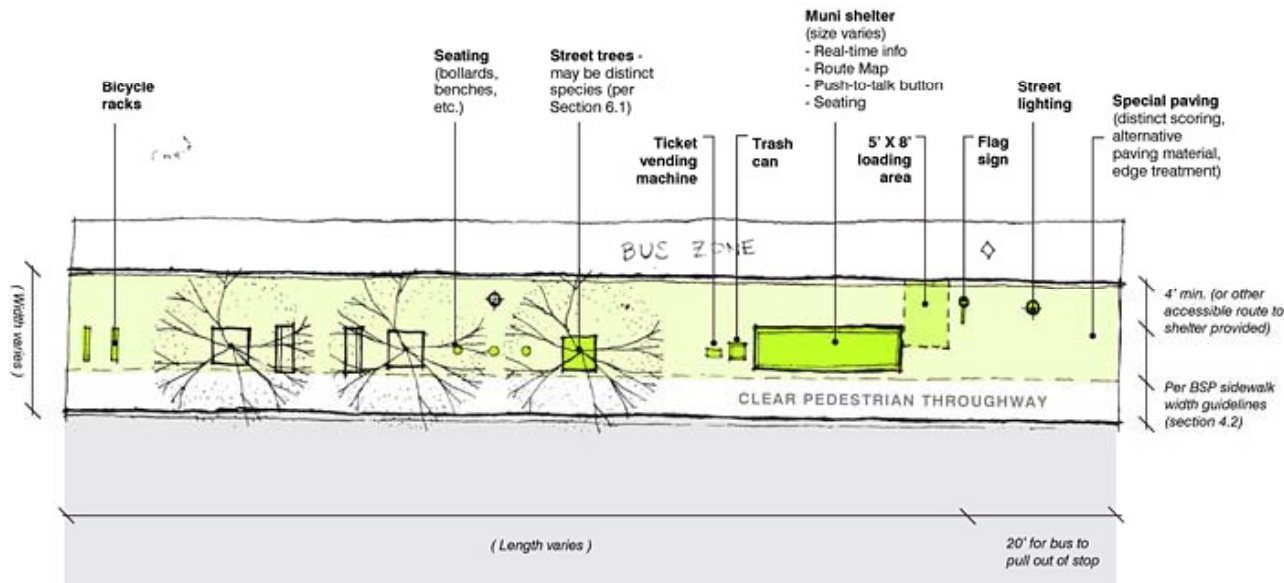 Bicycle
racks
Seating
(bollards,
benches,
etc.)
Street trees -
may be distinct
species (per
Section 6.1)
Ticket
vending
machine
Trash
can
Muni shelter
(size varies)
- Real-time info
- Route Map
- Push-to-talk button
- Seating
5' X 8'
loading
area
Flag
sign
Street
lighting
Special paving
(distinct scoring,
alternative
paving material,
edge treatment)
BUS ZONE
(Width varies )
4' min. (or other
accessible route to
shelter provided)
CLEAR PEDESTRIAN THROUGHWAY
Per BSP sidewalk
width guidelines
(section 4.2)
( Length varies )
20' for bus to
pull out of stop